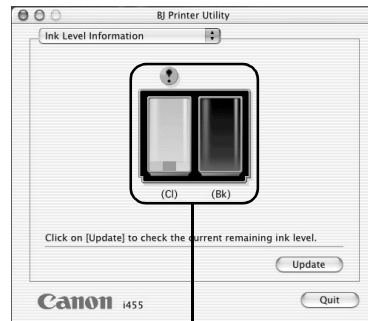 BJ Printer Utility
Ink Level Information
!
(Cl) (Bk)
Click on [Update] to check the current remaining ink level.
Update
Canon i455 Quit